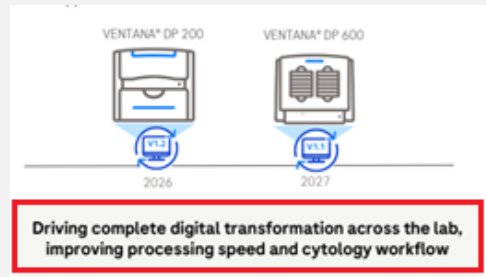 VENTANA® DP 200
VENTANA® DP 600
V1.2
V1.1
2026
2027
Driving complete digital transformation across the lab,
improving processing speed and cytology workflow